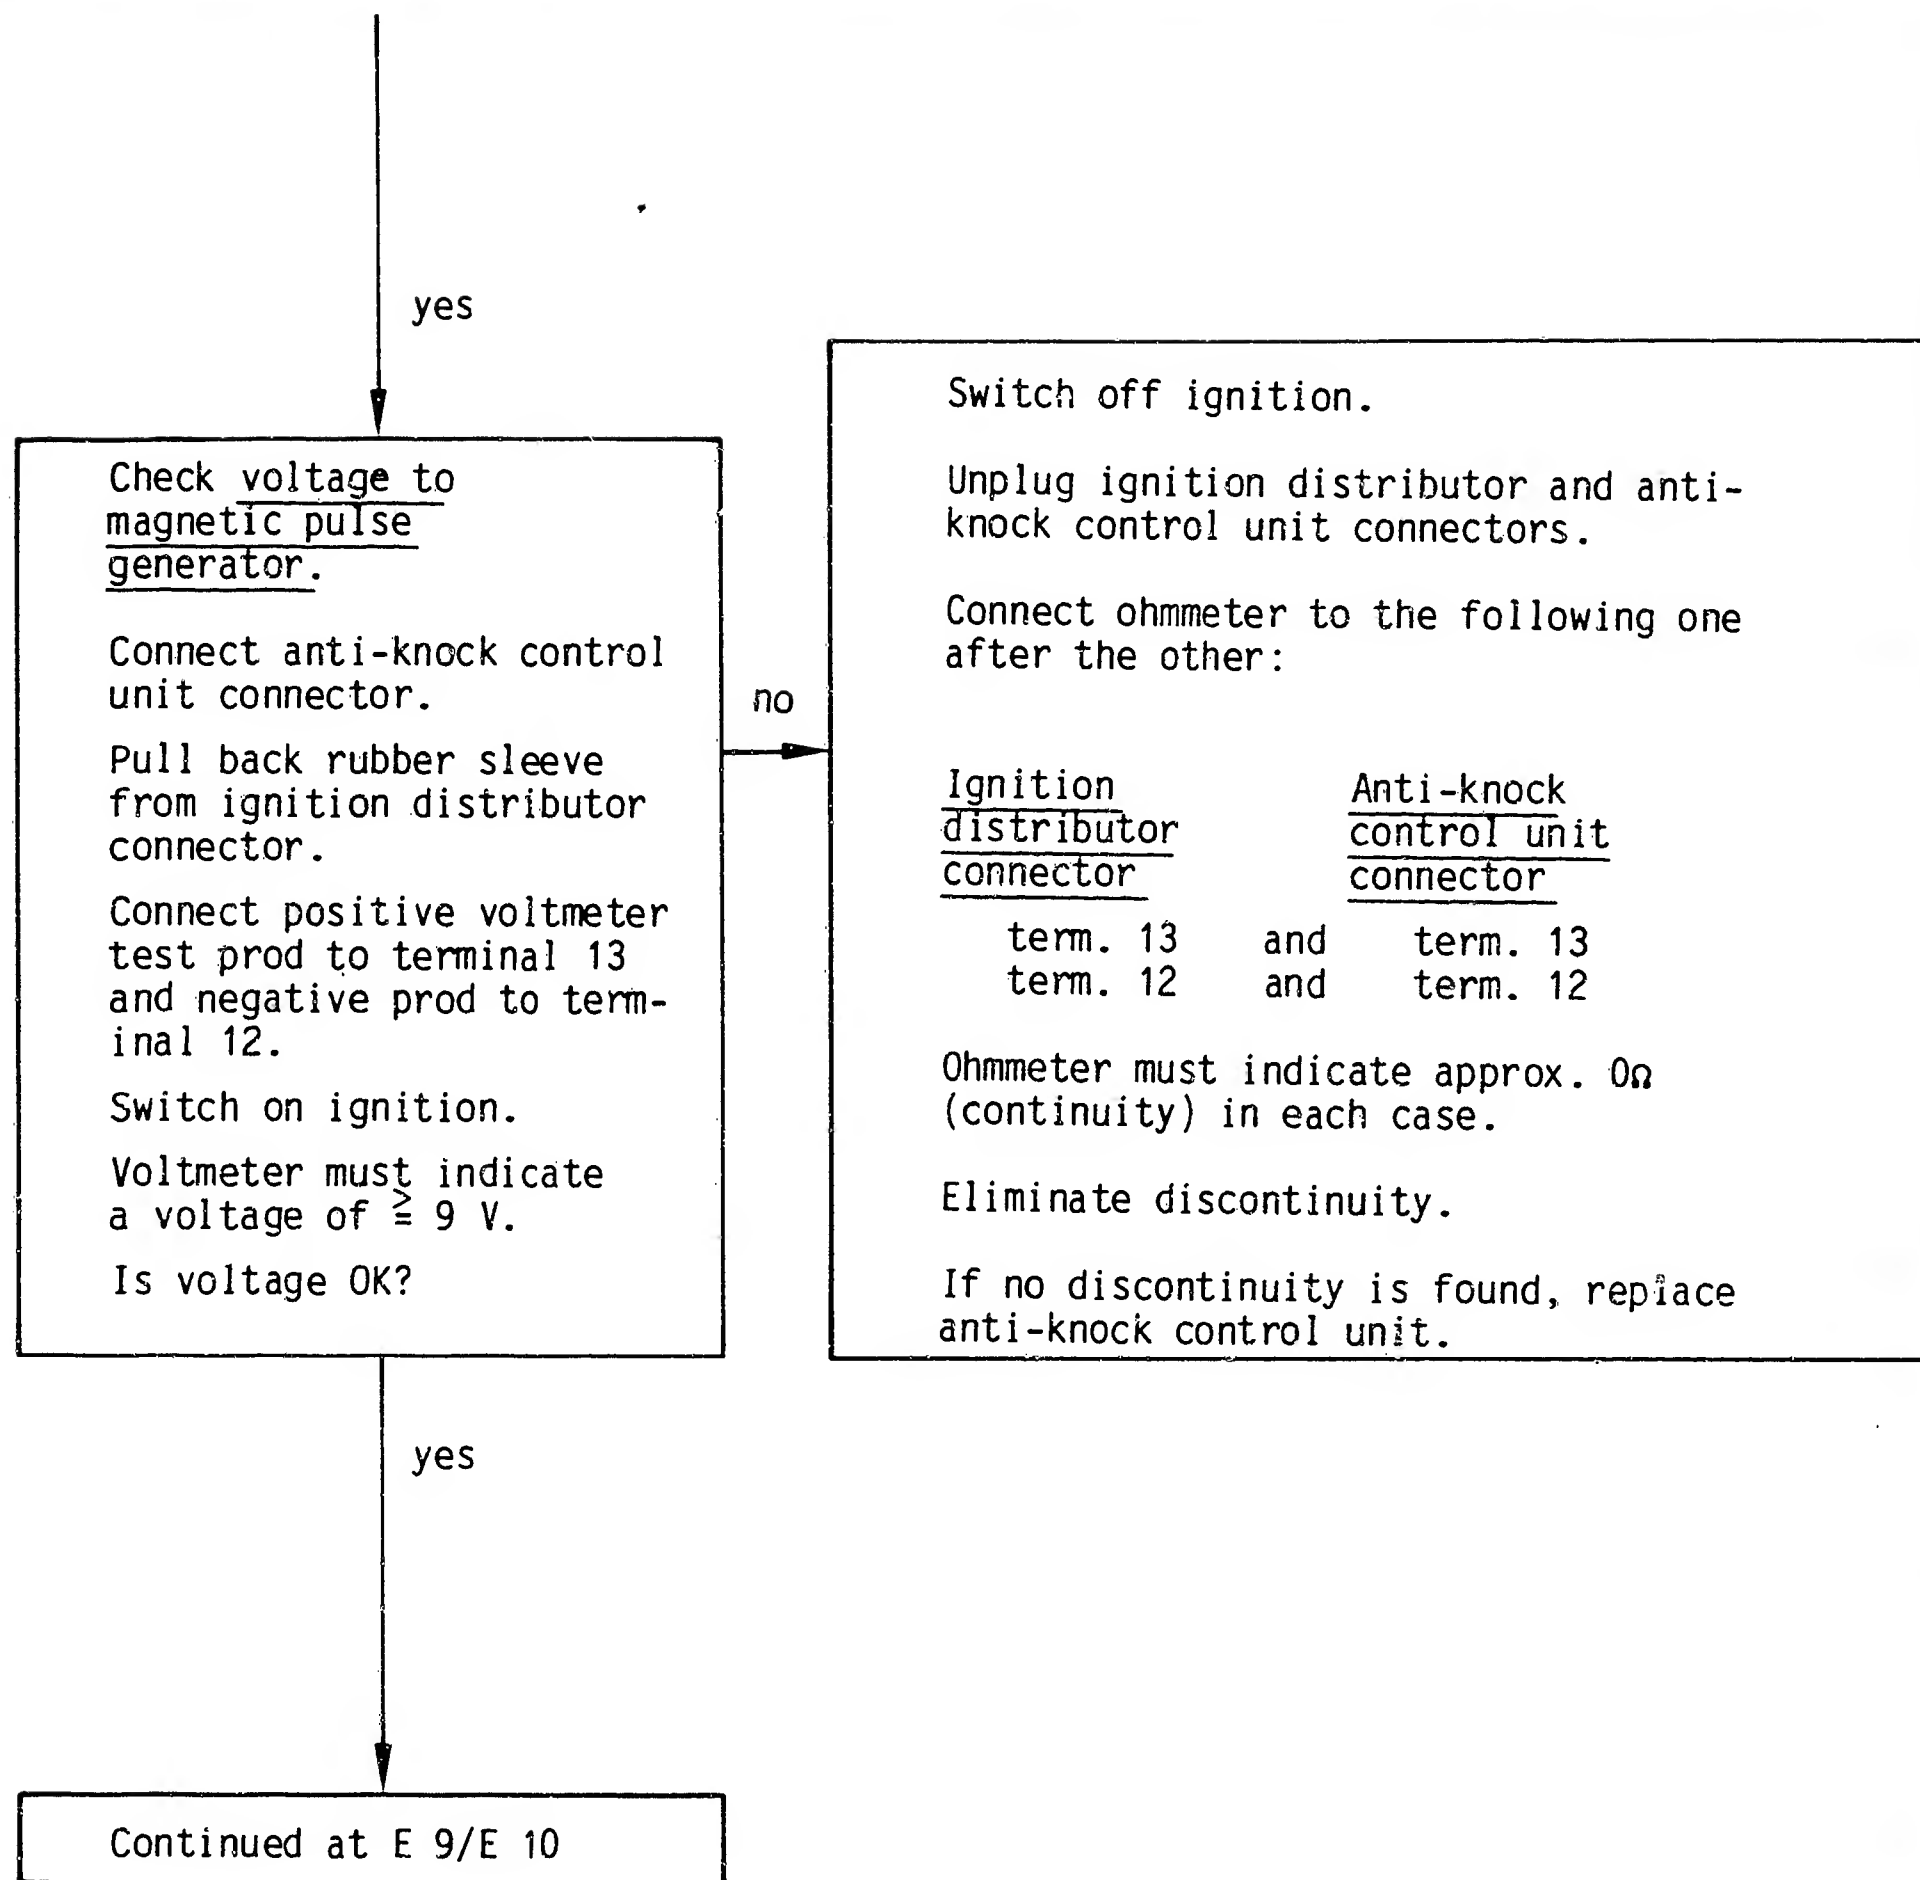 yes
Check voltage to
magnetic pulse
generator.
Connect anti-knock control
unit connector.
Pull back rubber sleeve
from ignition distributor
connector.
Connect positive voltmeter
test prod to terminal 13
and negative prod to term-
inal 12.
Switch on ignition.
Voltmeter must indicate
a voltage of ≧ 9 V.
Is voltage OK?
no
Switch off ignition.
Unplug ignition distributor and anti-
knock control unit connectors.
Connect ohmmeter to the following one
after the other:
Ignition
distributor
connector
Anti-knock
control unit
connector
term. 13 and term. 13
term. 12 and term. 12
Ohmmeter must indicate approx. 0Ω
(continuity) in each case.
Eliminate discontinuity.
If no discontinuity is found, replace
anti-knock control unit.
yes
Continued at E 9/E 10